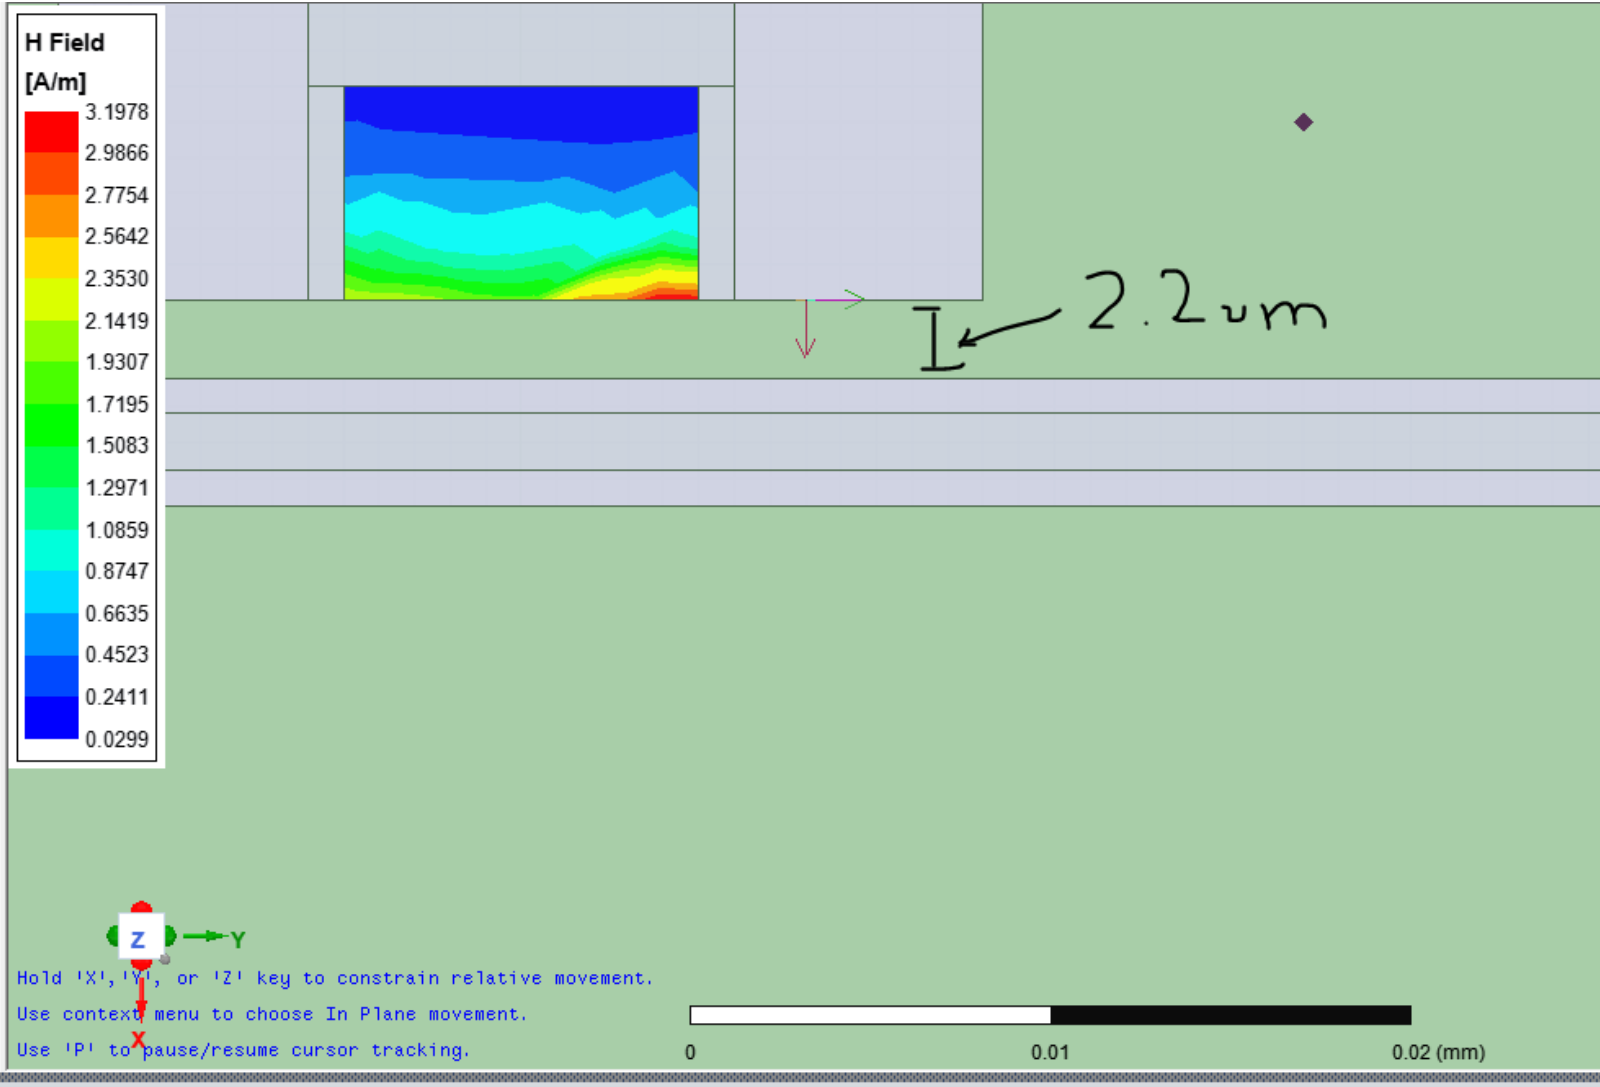 H Field
[A/m]
3.1978
2.9866
2.7754
2.5642
2.3530
2.1419
1.9307
1.7195
1.5083
1.2971
1.0859
0.8747
0.6635
0.4523
0.2411
0.0299
2.2um
Z
Y
X
Hold 'X','Y', or 'Z' key to constrain relative movement.
Use context menu to choose In Plane movement.
Use 'P' to pause/resume cursor tracking.
0
0.01
0.02 (mm)